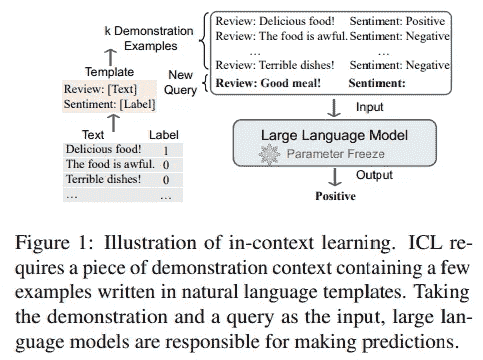 k Demonstration
Examples
Review: Delicious food! Sentiment: Positive
Review: The food is awful. Sentiment: Negative
... ...
Review: Terrible dishes! Sentiment: Negative
New
Query
Review: Good meal! Sentiment:
Template
Review: [Text]
Sentiment: [Label]
Text Label
Delicious food! 1
The food is awful. 0
Terrible dishes! 0
... ...
Input
Large Language Model
Parameter Freeze
Output
Positive
Figure 1: Illustration of in-context learning. ICL re-
quires a piece of demonstration context containing a few
examples written in natural language templates. Taking
the demonstration and a query as the input, large lan-
guage models are responsible for making predictions.